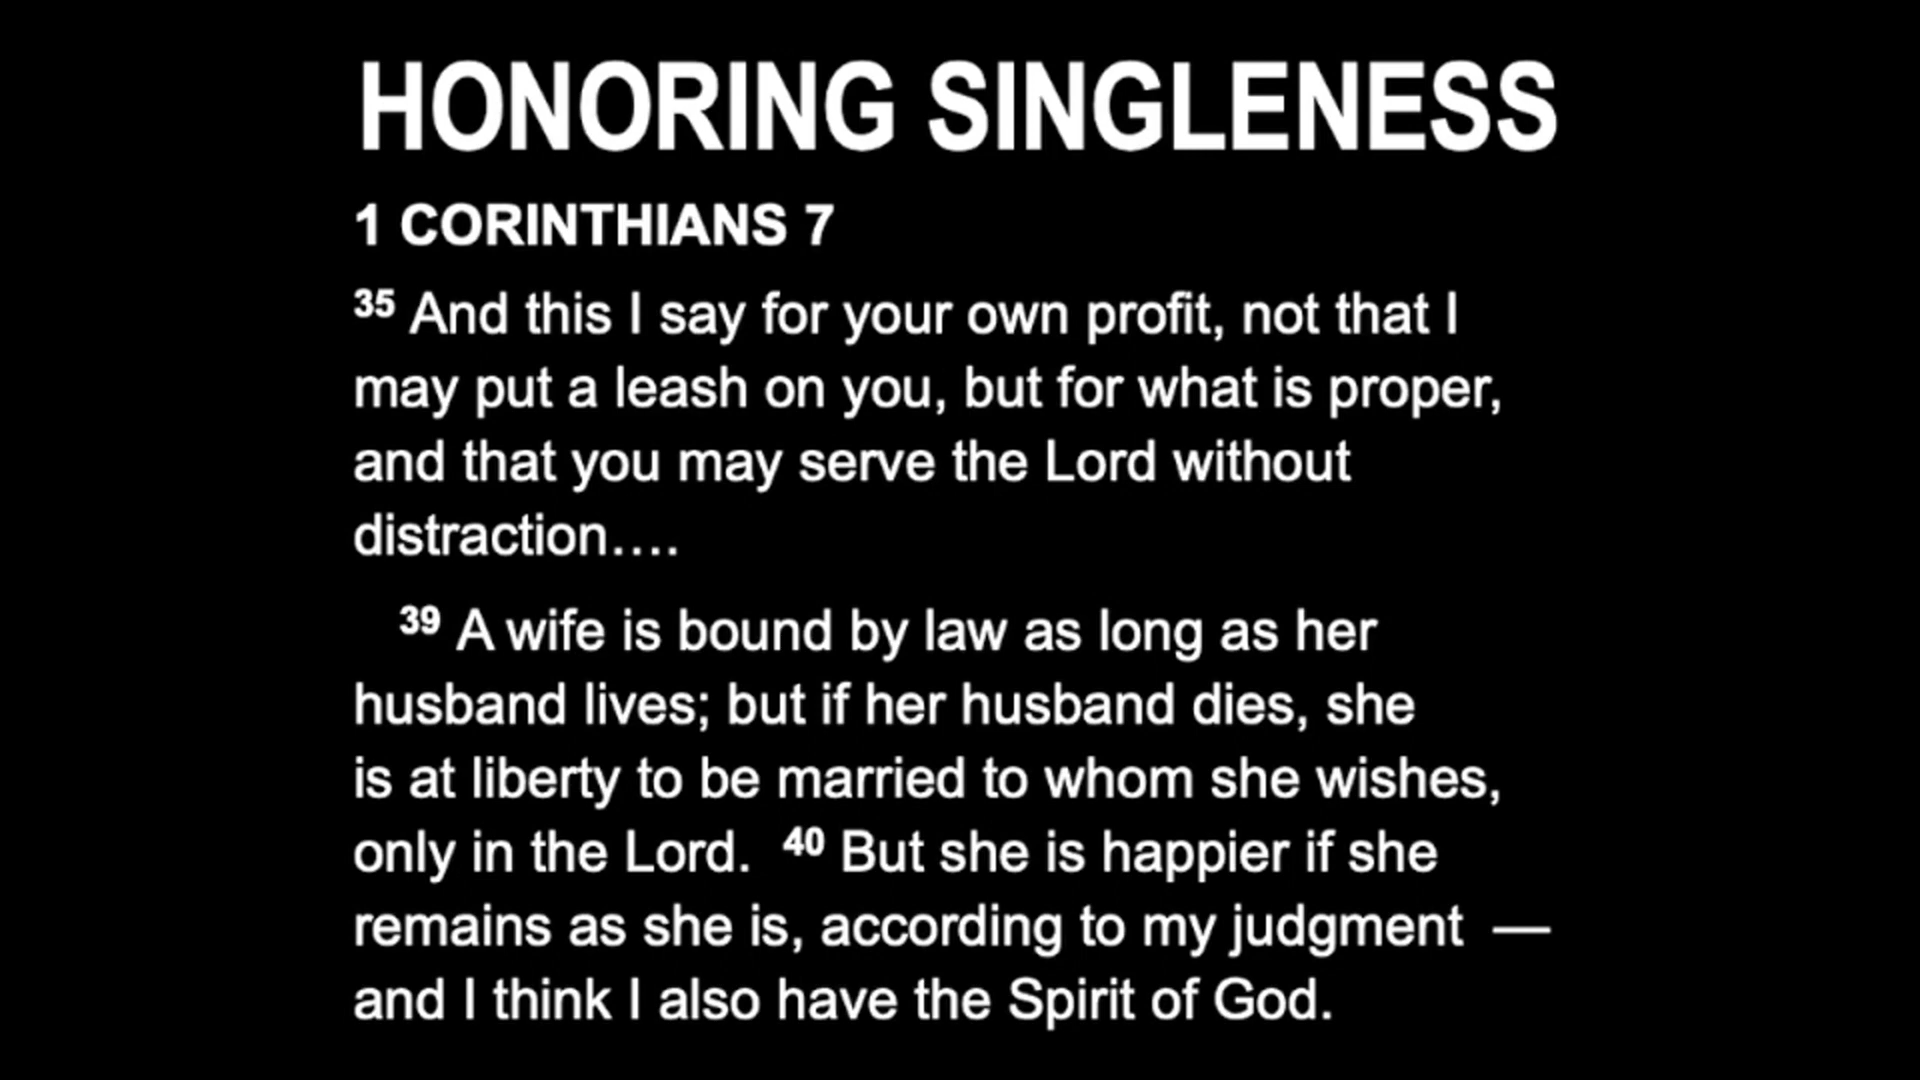 HONORING SINGLENESS
1 CORINTHIANS 7
35 And this I say for your own profit, not that I
may put a leash on you, but for what is proper,
and that you may serve the Lord without
distraction....
39 A wife is bound by law as long as her
husband lives; but if her husband dies, she
is at liberty to be married to whom she wishes,
only in the Lord. 40 But she is happier if she
remains as she is, according to my judgment —
and I think I also have the Spirit of God.